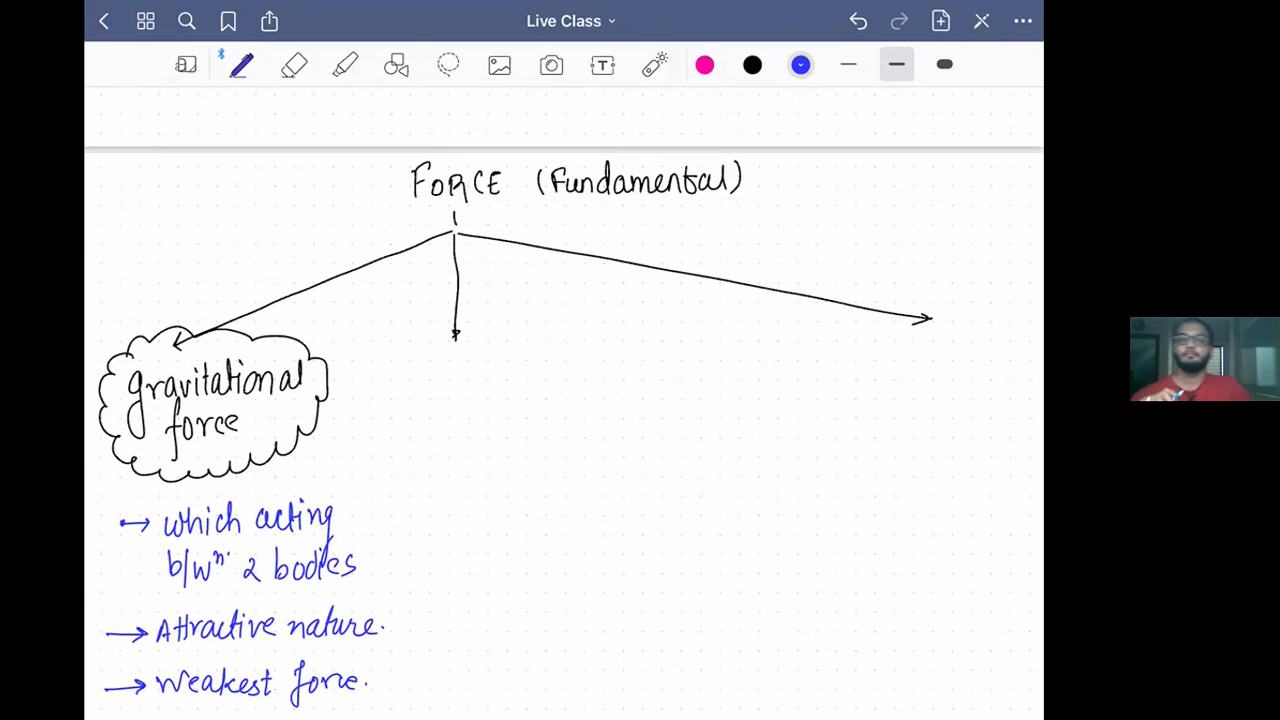 Live Class
T
FORCE (Fundamental)
gravitational
force
→ which acting
b/wⁿ. 2 bodies
→ Attractive nature.
→ Weakest force.